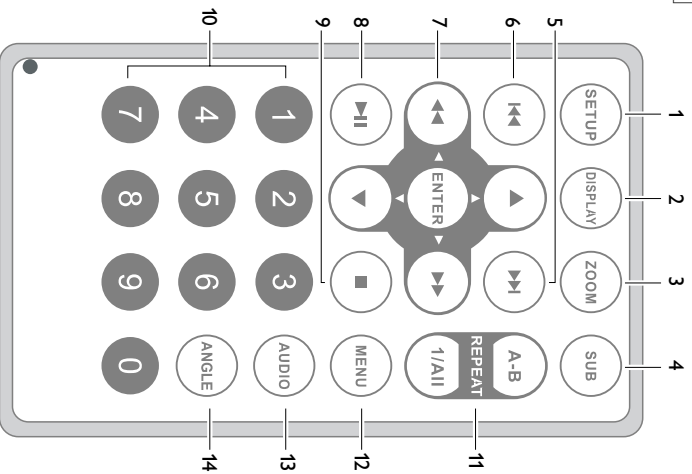 1 2 3 4
SETUP DISPLAY ZOOM SUB
5
6 A-B
REPEAT 11
7 ENTER 1/All
8 MENU 12
9
1 2 3 AUDIO 13
10 4 5 6 ANGLE 14
7 8 9 0